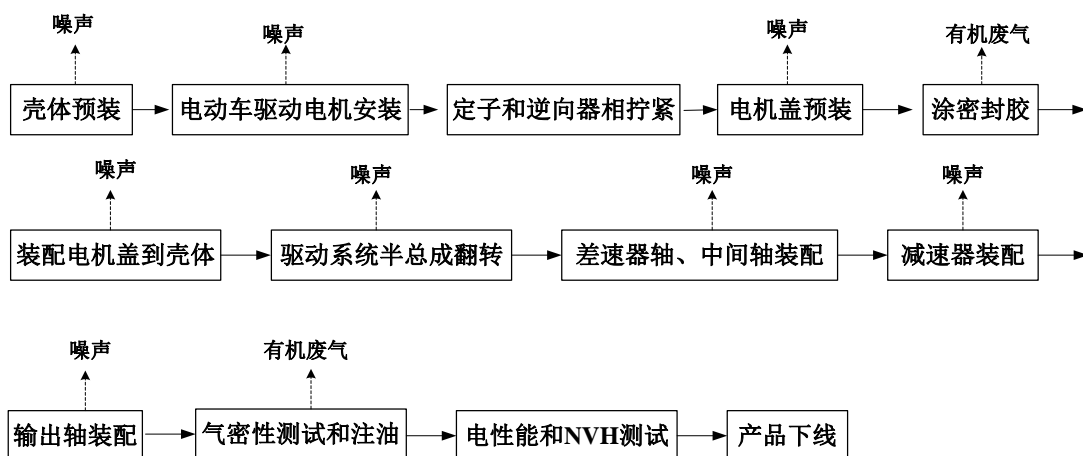 噪声 噪声 噪声 有机废气
壳体预装 电动车驱动电机安装 定子和逆向器相拧紧 电机盖预装 涂密封胶
噪声 噪声 噪声 噪声
装配电机盖到壳体 驱动系统半总成翻转 差速器轴、中间轴装配 减速器装配
噪声 有机废气
输出轴装配 气密性测试和注油 电性能和NVH测试 产品下线